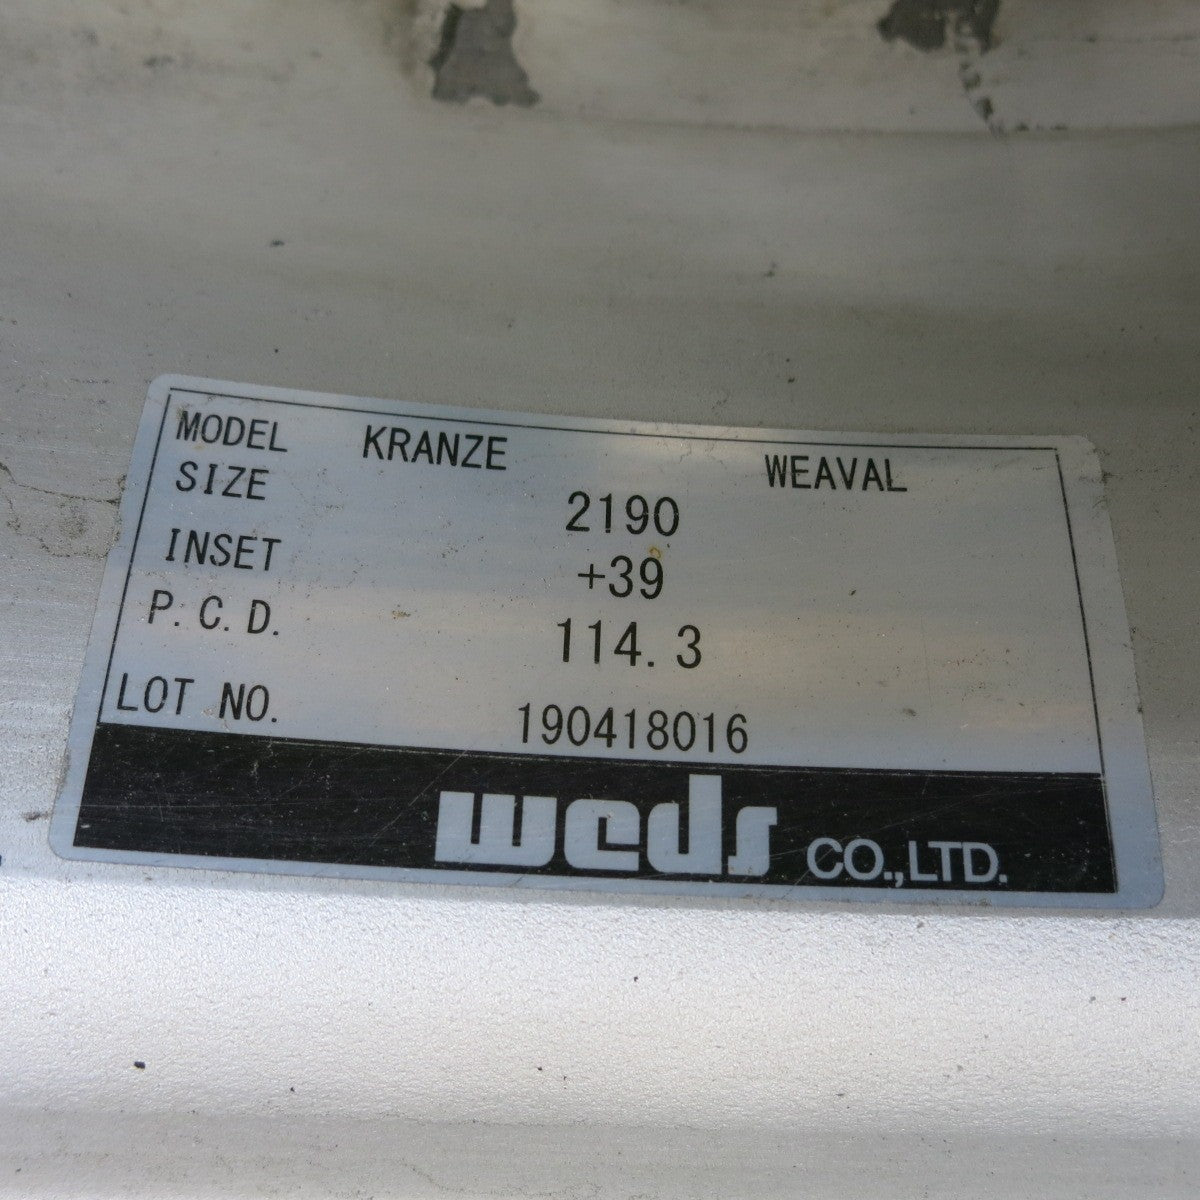 MODEL KRANZE WEAVAL
SIZE 2190
INSET +39
P.C.D. 114.3
LOT NO. 190418016
weds CO.,LTD.